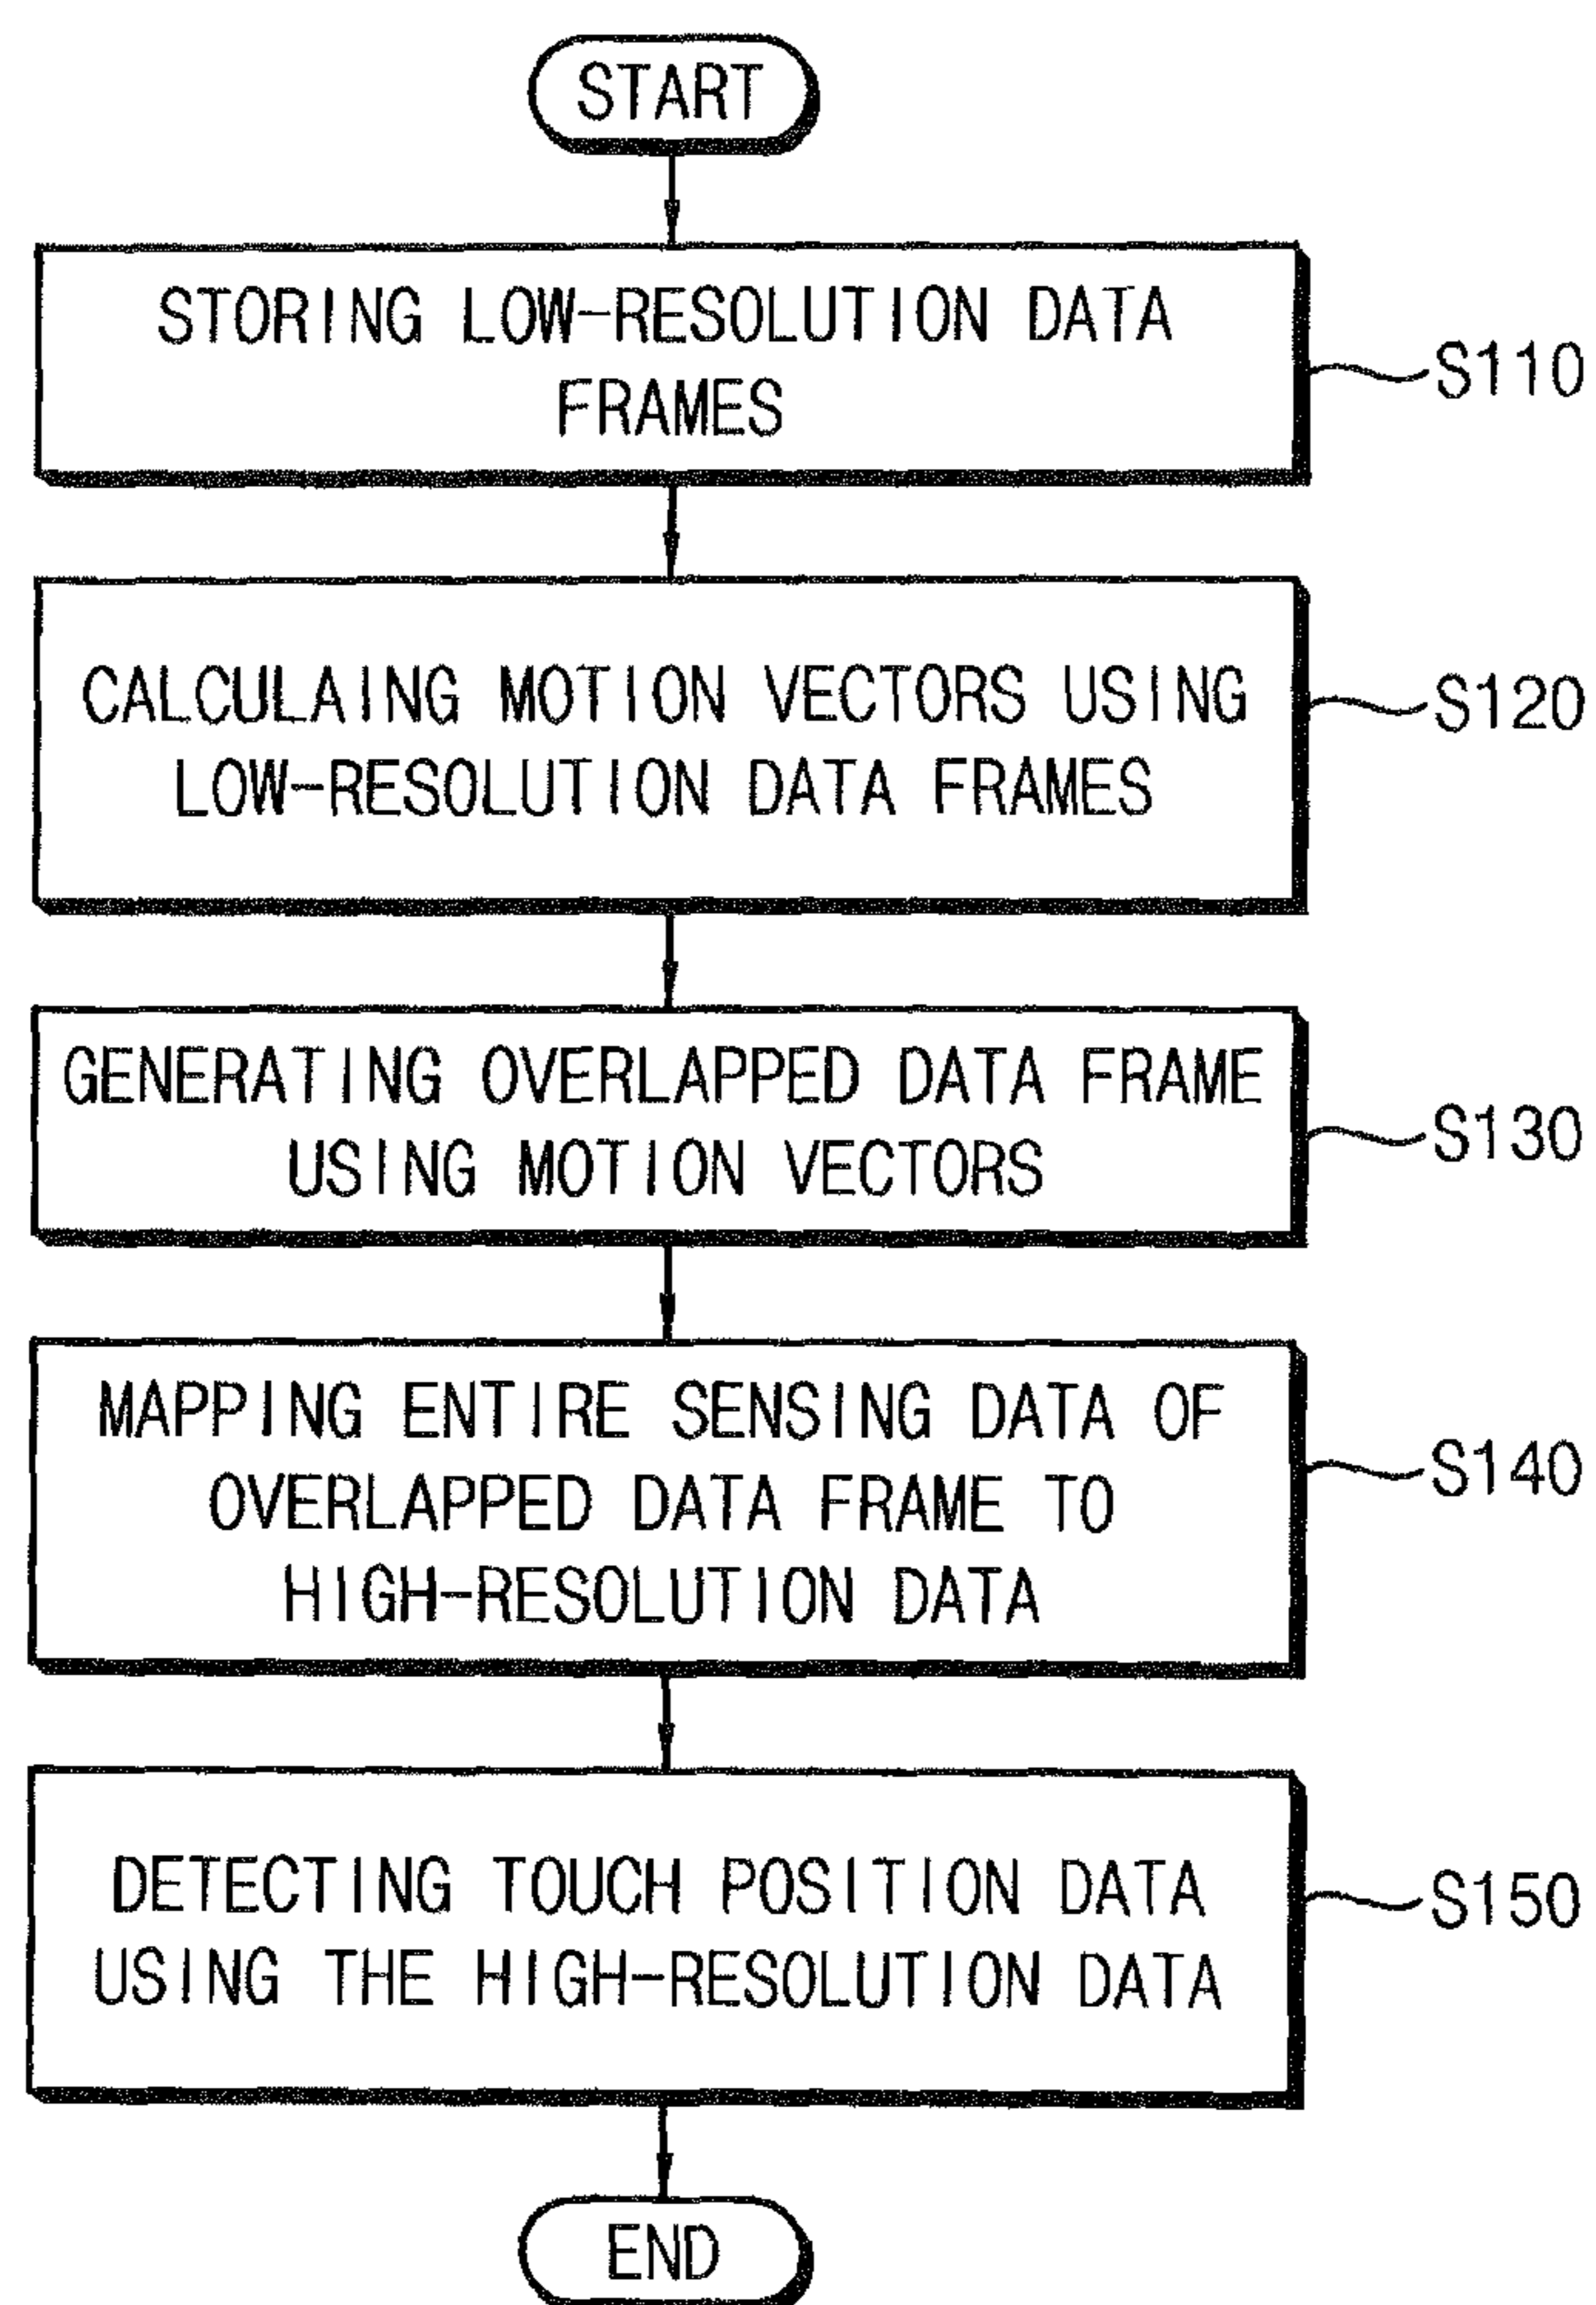 START
STORING LOW-RESOLUTION DATA
FRAMES
S110
CALCULAING MOTION VECTORS USING
LOW-RESOLUTION DATA FRAMES
S120
GENERATING OVERLAPPED DATA FRAME
USING MOTION VECTORS
S130
MAPPING ENTIRE SENSING DATA OF
OVERLAPPED DATA FRAME TO
HIGH-RESOLUTION DATA
S140
DETECTING TOUCH POSITION DATA
USING THE HIGH-RESOLUTION DATA
S150
END